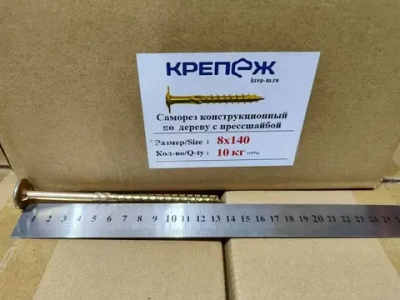 КРЕПЕЖ
krep-m.ru
Саморез конструкционный
по дереву с прессшайбой
Размер/Size : 8x140
Кол-во/Q-ty : 10 кг
1 2 3 4 5 6 7 8 9 10 11 12 13 14 15 16 17 18 19 20 21 22 23 24 25